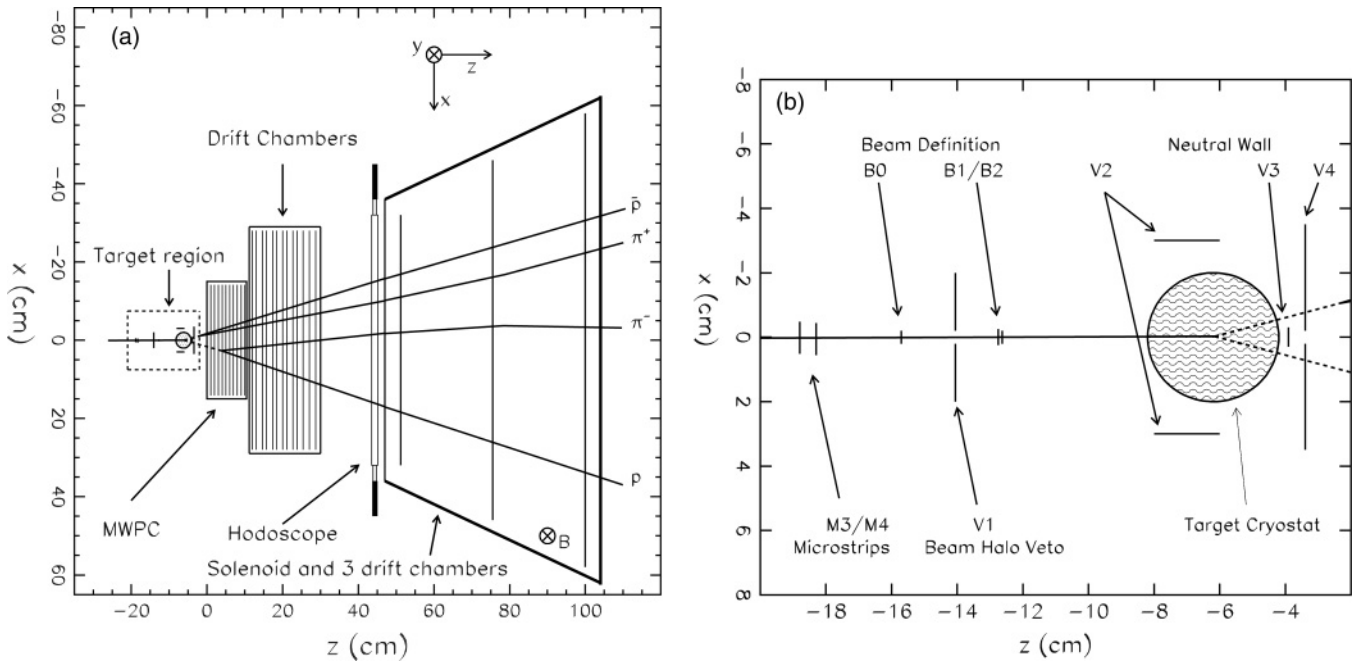 (a)
y
z
x
Drift Chambers
Target region
MWPC
Hodoscope
Solenoid and 3 drift chambers
p̄
π⁺
π⁻
p
B
x (cm)
-80
-60
-40
-20
0
20
40
60
-20
0
20
40
60
80
100
z (cm)
(b)
Beam Definition
B0
B1/B2
Neutral Wall
V2
V3
V4
M3/M4
Microstrips
V1
Beam Halo Veto
Target Cryostat
x (cm)
-8
-6
-4
-2
0
2
4
6
8
-18
-16
-14
-12
-10
-8
-6
-4
z (cm)